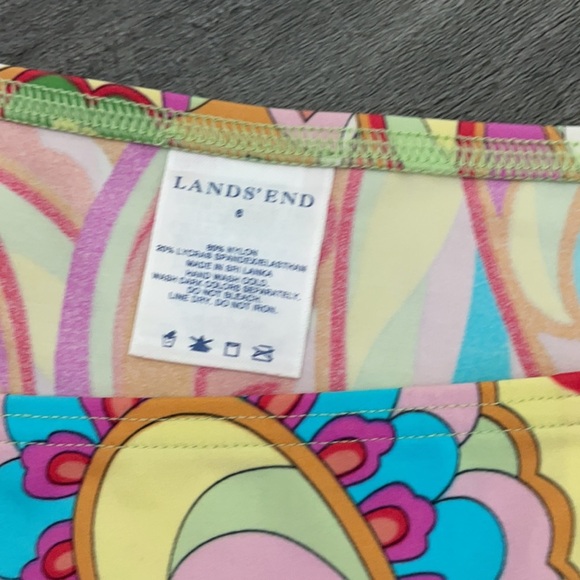 LANDS' END
6
80% NYLON
20% LYCRA® SPANDEX/ELASTHAN
MADE IN SRI LANKA
HAND WASH COLD.
WASH DARK COLORS SEPARATELY.
DO NOT BLEACH.
LINE DRY. DO NOT IRON.